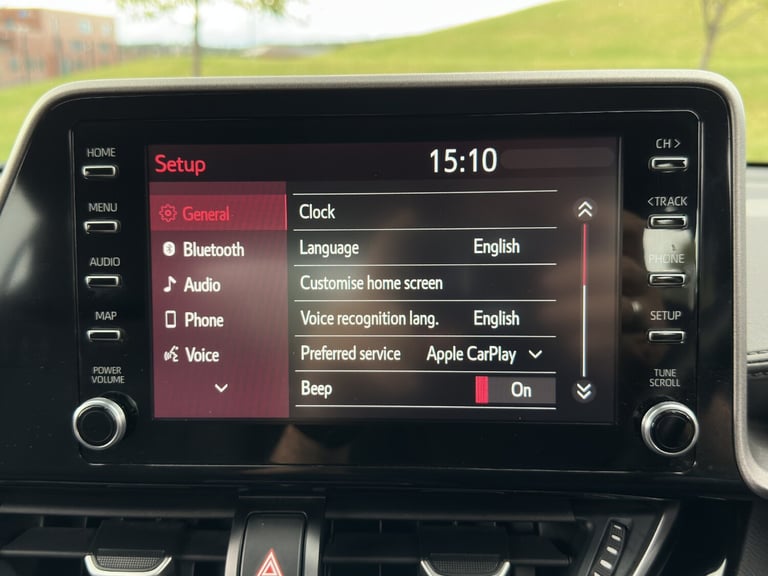 HOME
MENU
AUDIO
MAP
POWER
VOLUME
Setup
15:10
General
Bluetooth
Audio
Phone
Voice
Clock
Language English
Customise home screen
Voice recognition lang. English
Preferred service Apple CarPlay
Beep On
CH >
< TRACK
PHONE
SETUP
TUNE
SCROLL